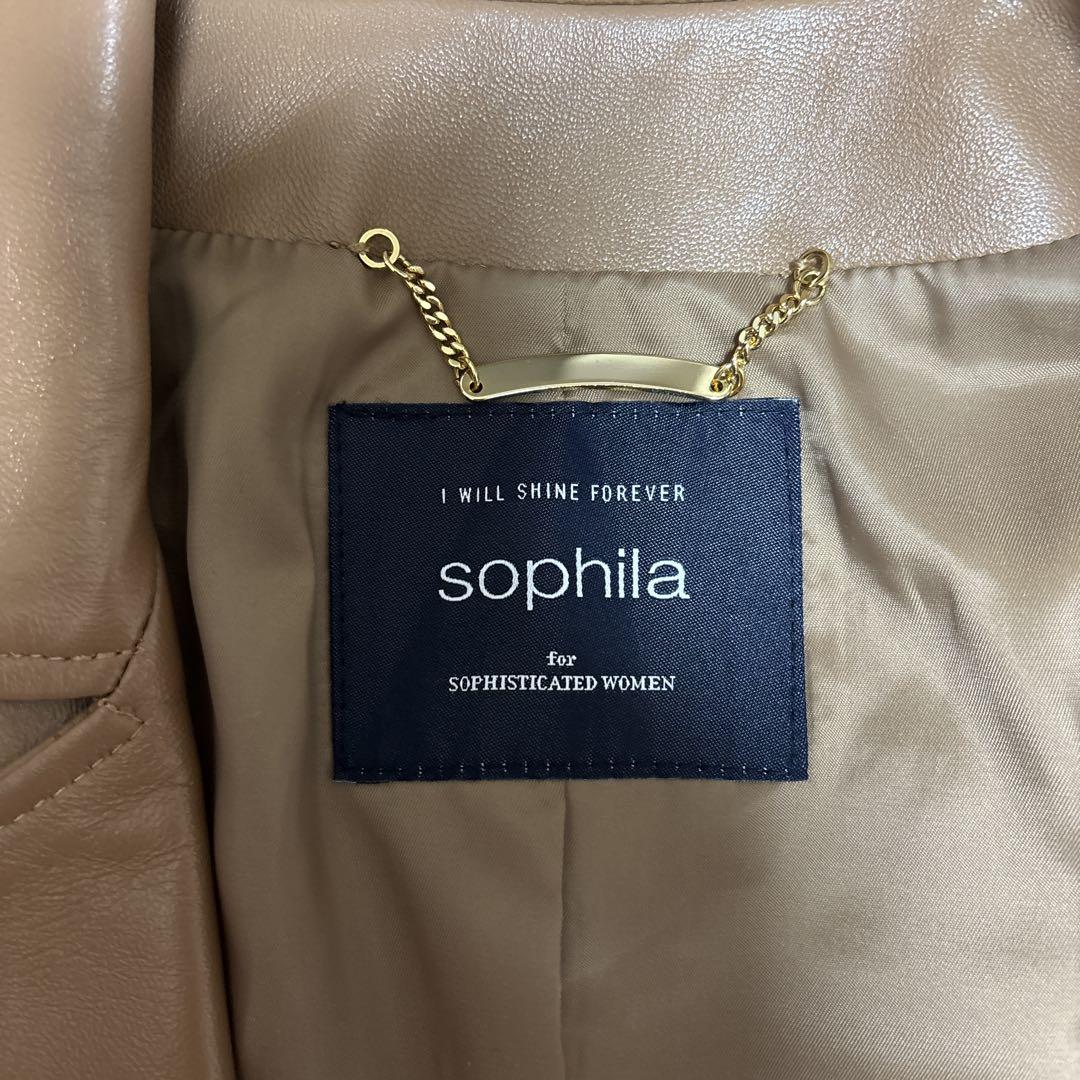 I WILL SHINE FOREVER
sophila
for
SOPHISTICATED WOMEN